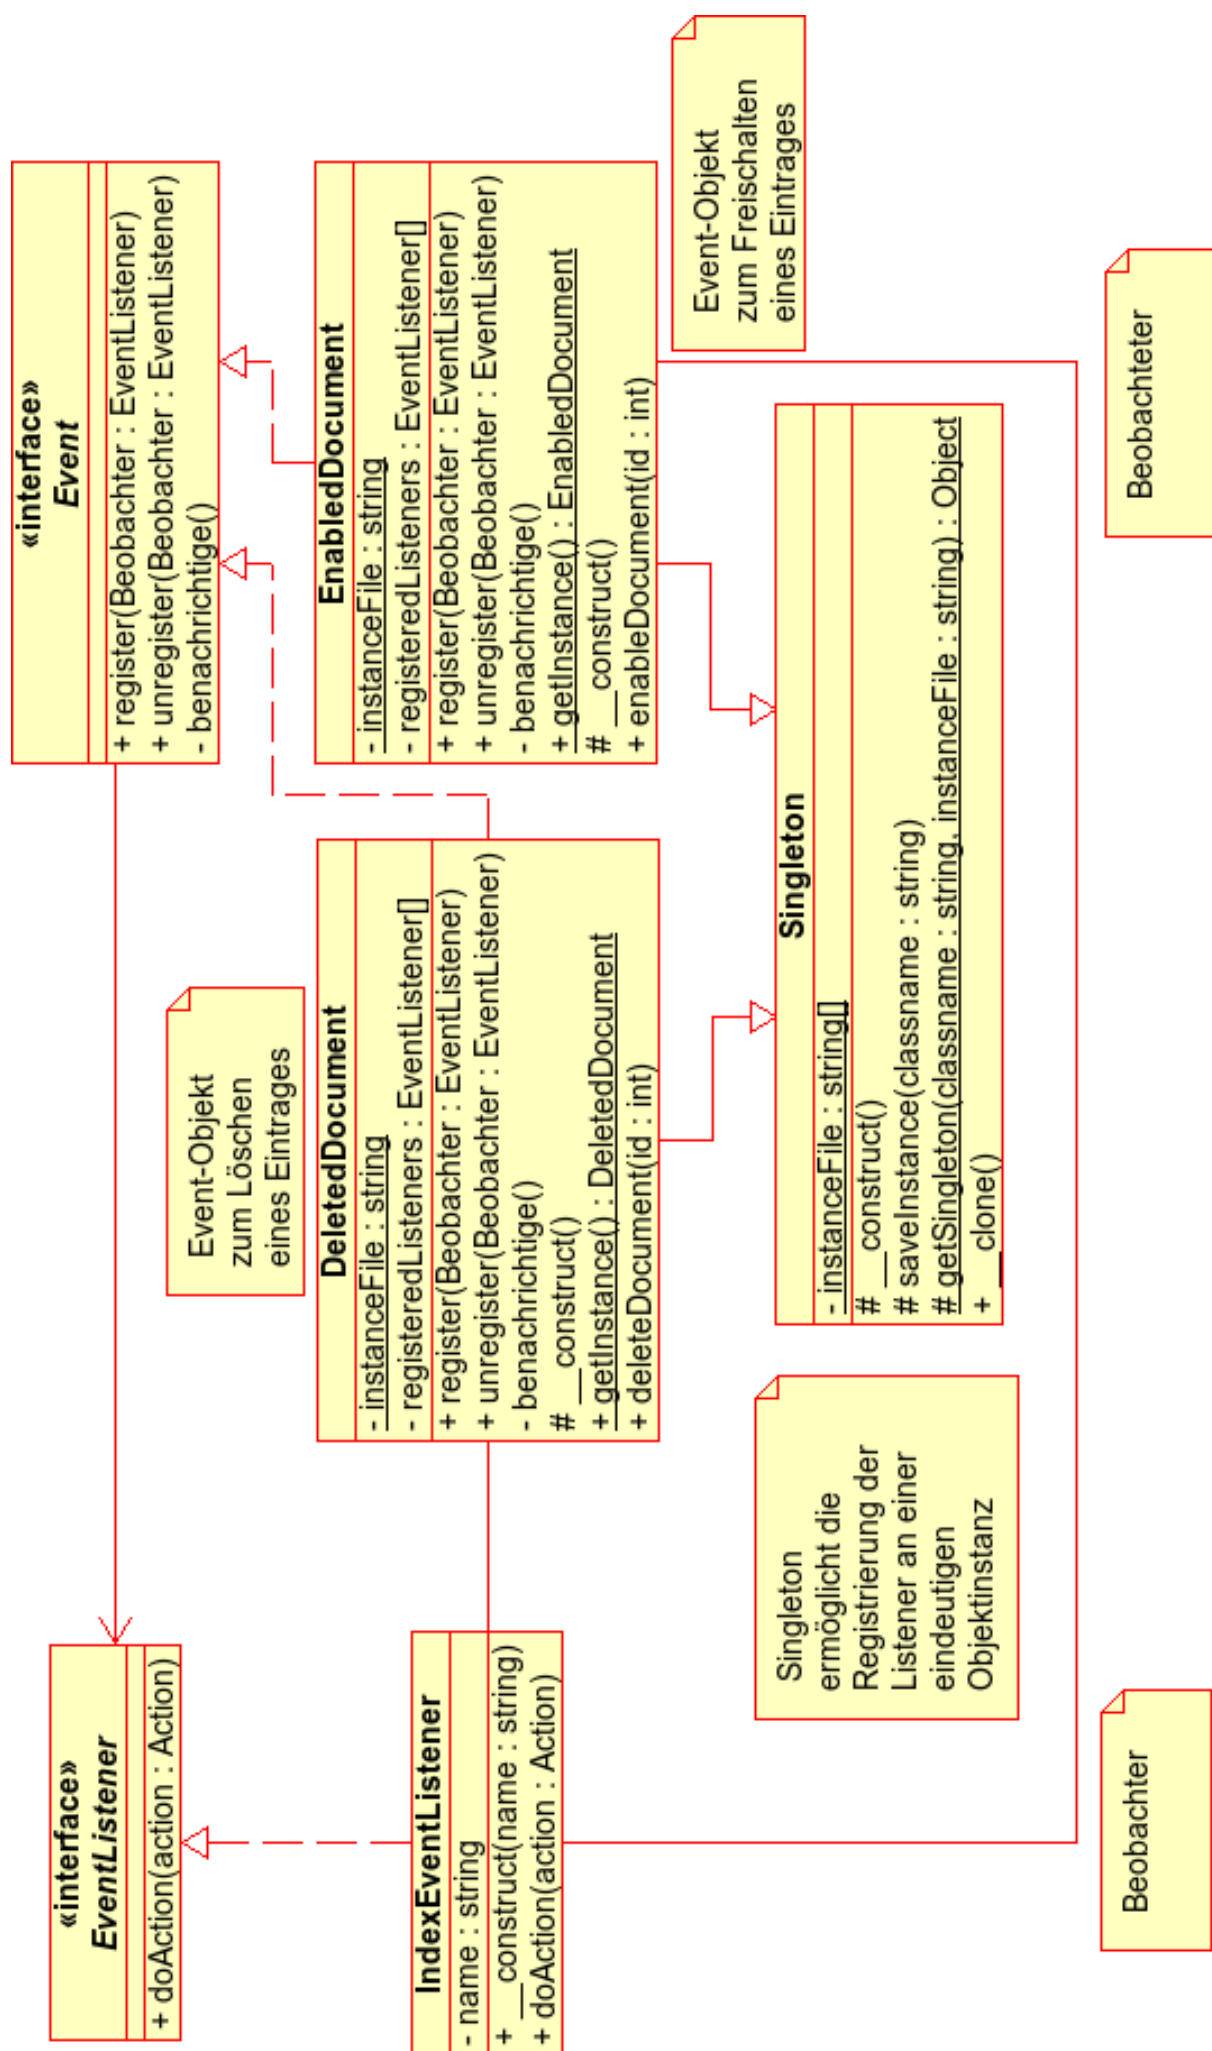 «interface»
EventListener
+ doAction(action : Action)
«interface»
Event
+ register(Beobachter : EventListener)
+ unregister(Beobachter : EventListener)
- benachrichtige()
Event-Objekt
zum Löschen
eines Eintrages
IndexEventListener
- name : string
+ __construct(name : string)
+ doAction(action : Action)
DeletedDocument
- instanceFile : string
- registeredListeners : EventListener[]
+ register(Beobachter : EventListener)
+ unregister(Beobachter : EventListener)
- benachrichtige()
# __construct()
+ getInstance() : DeletedDocument
+ deleteDocument(id : int)
EnabledDocument
- instanceFile : string
- registeredListeners : EventListener[]
+ register(Beobachter : EventListener)
+ unregister(Beobachter : EventListener)
- benachrichtige()
+ getInstance() : EnabledDocument
# __construct()
+ enableDocument(id : int)
Event-Objekt
zum Freischalten
eines Eintrages
Singleton
ermöglicht die
Registrierung der
Listener an einer
eindeutigen
Objektinstanz
Singleton
- instanceFile : string[]
# __construct()
# saveInstance(classname : string)
# getSingleton(classname : string, instanceFile : string) : Object
+ __clone()
Beobachter
Beobachteter